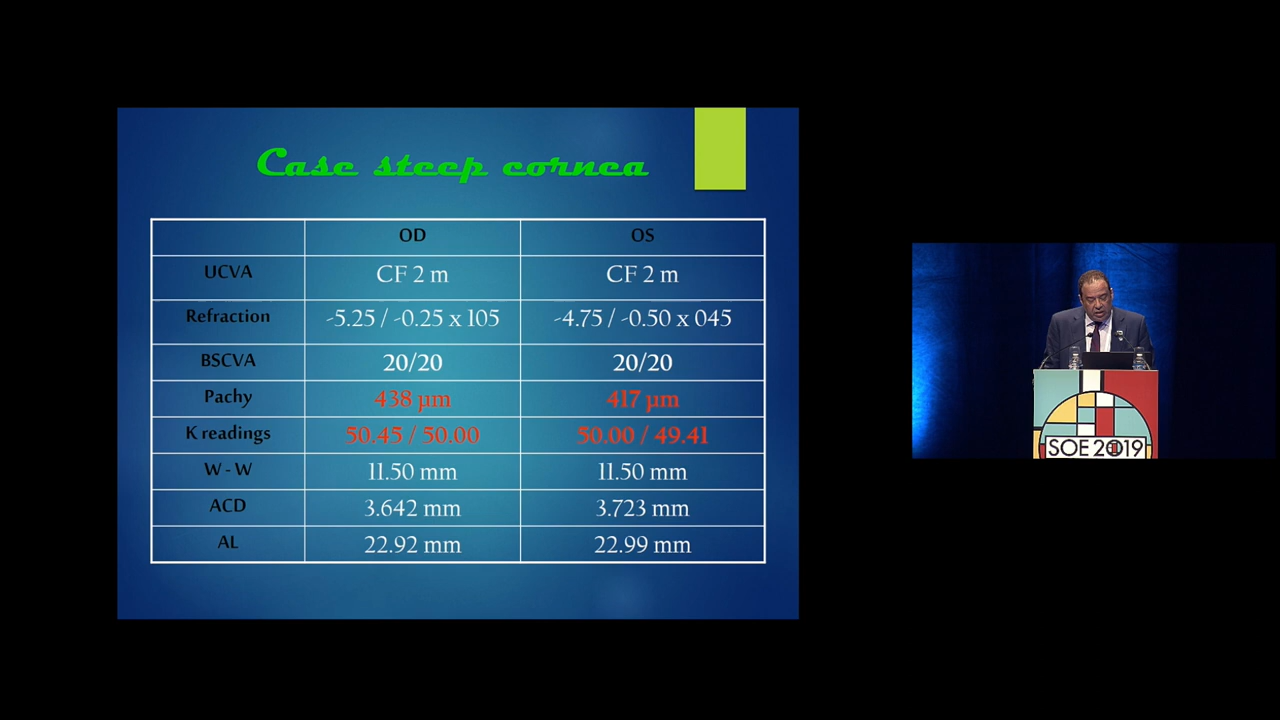 Case steep cornea
OD OS
UCVA CF 2 m CF 2 m
Refraction -5.25 / -0.25 x 105 -4.75 / -0.50 x 045
BSCVA 20/20 20/20
Pachy 438 µm 417 µm
K readings 50.45 / 50.00 50.00 / 49.41
W - W 11.50 mm 11.50 mm
ACD 3.642 mm 3.723 mm
AL 22.92 mm 22.99 mm
SOE 2019